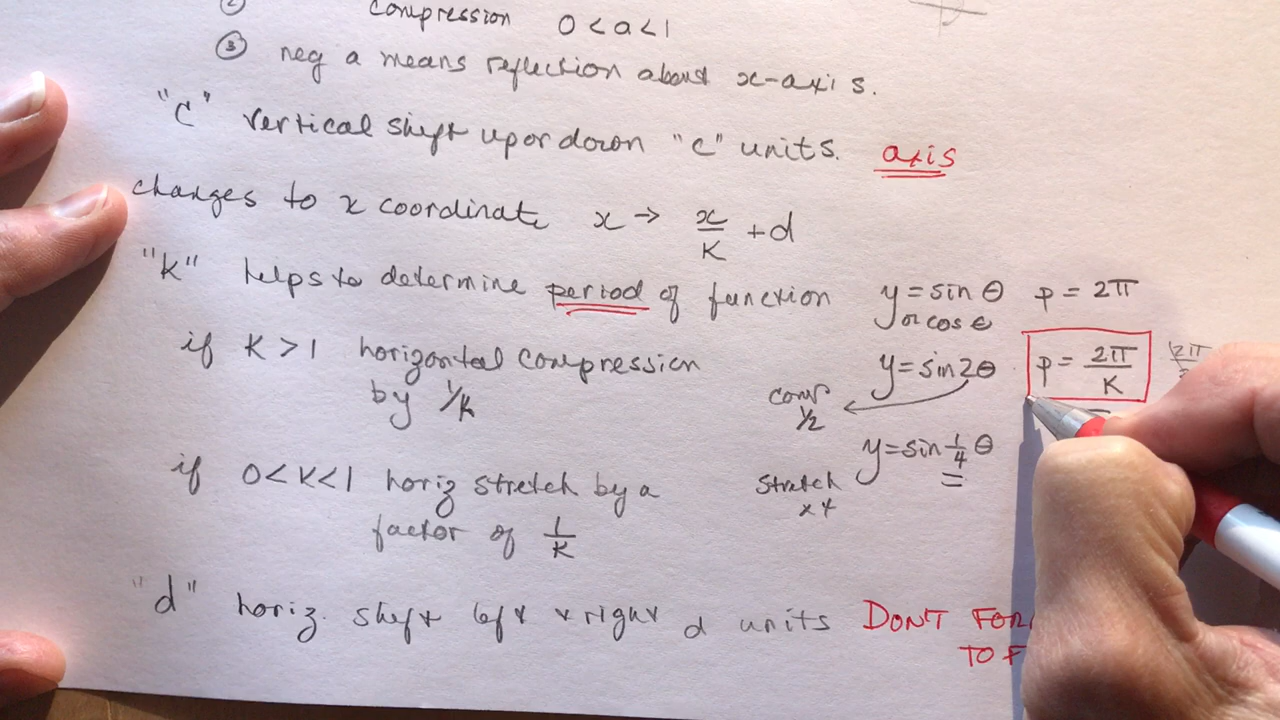 ② compression 0 < a < 1
③ neg a means reflection about x-axis.
"c" vertical shift up or down "c" units. axis
changes to x coordinate x → x/K + d
"K" helps to determine period of function y = sin θ p = 2π
or cos θ
if K > 1 horizontal compression y = sin 2θ p = 2π/K 2π
by 1/K comp 1/2
y = sin 1/4 θ
if 0 < K < 1 horiz stretch by a stretch x 4
factor of 1/K
"d" horiz. shift left + right d units DON'T
TO